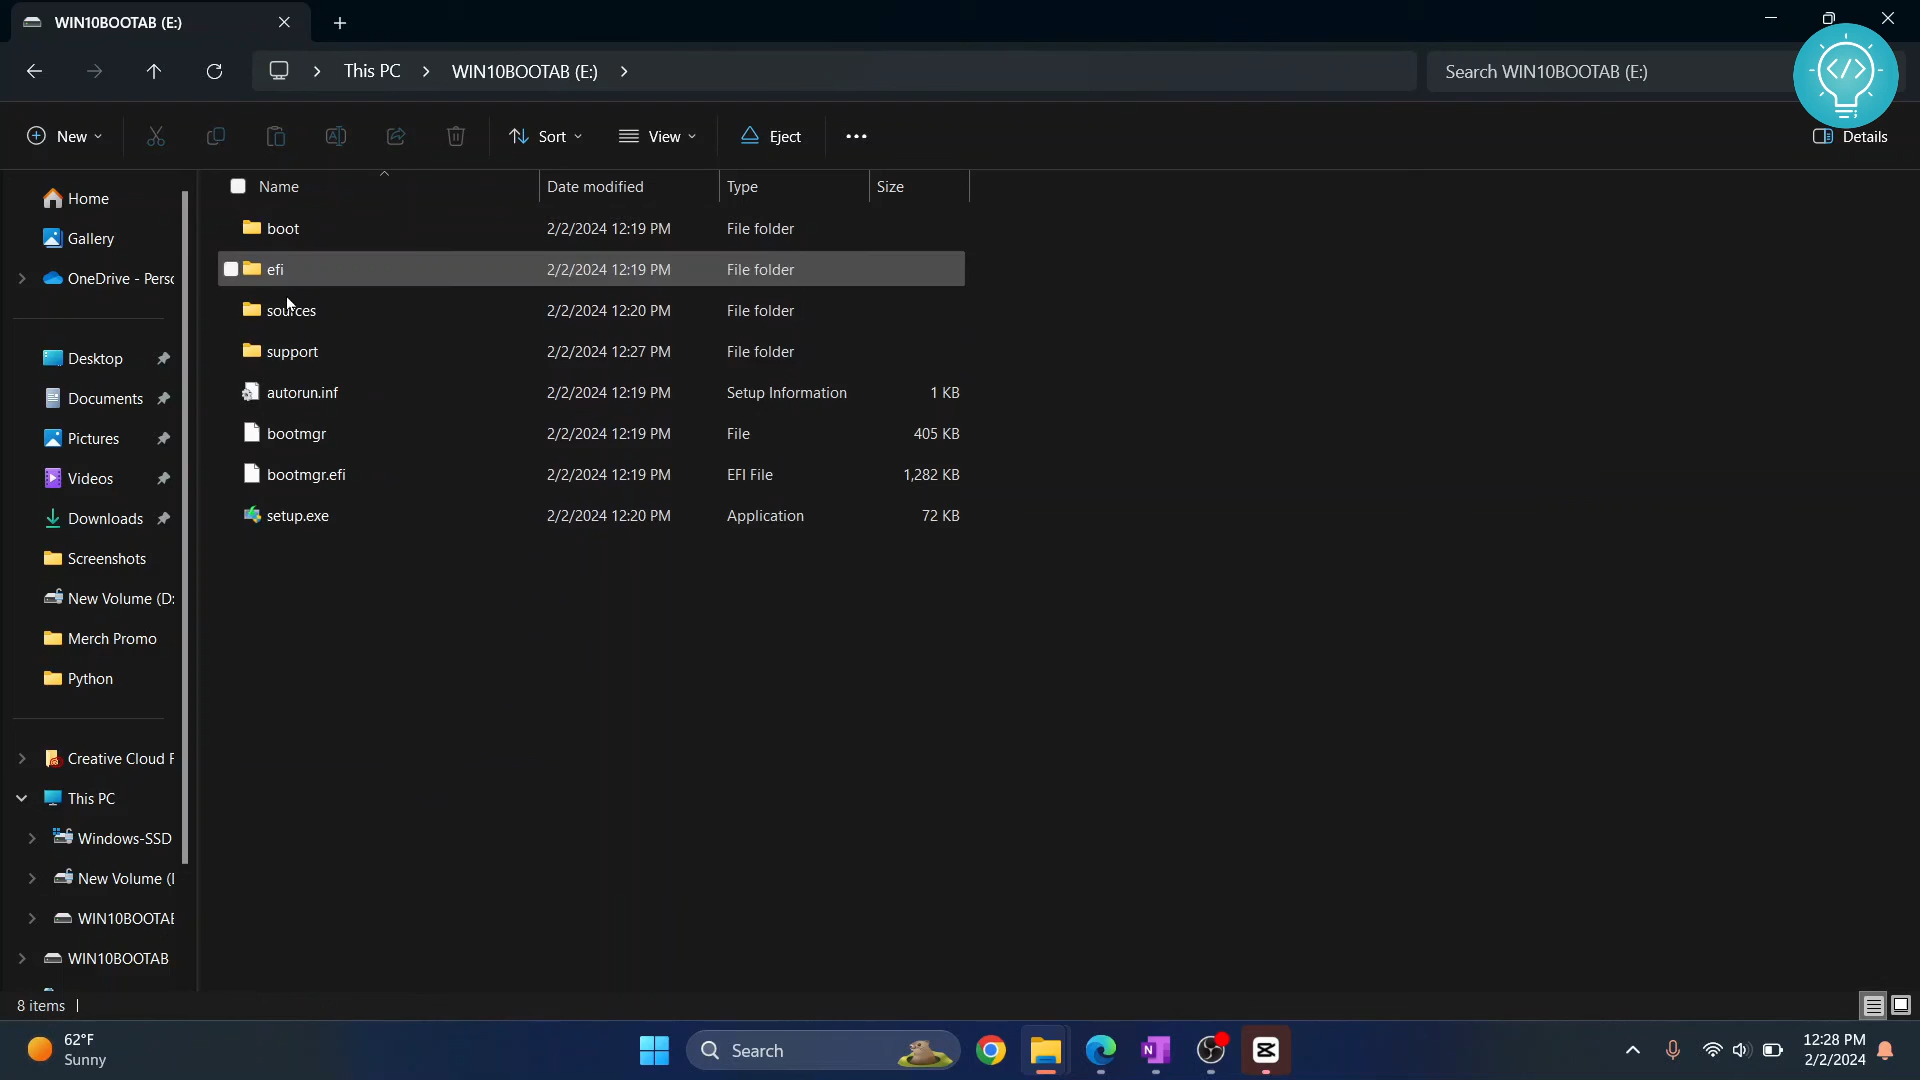 WIN10BOOTAB (E:)
This PC
WIN10BOOTAB (E:)
Search WIN10BOOTAB (E:)
New
Sort
View
Eject
Details
Home
Gallery
OneDrive - Persc
Desktop
Documents
Pictures
Videos
Downloads
Screenshots
New Volume (D:
Merch Promo
Python
Creative Cloud F
This PC
Windows-SSD
New Volume (I
WIN10BOOTAE
WIN10BOOTAB
Name Date modified Type Size
boot 2/2/2024 12:19 PM File folder
efi 2/2/2024 12:19 PM File folder
sources 2/2/2024 12:20 PM File folder
support 2/2/2024 12:27 PM File folder
autorun.inf 2/2/2024 12:19 PM Setup Information 1 KB
bootmgr 2/2/2024 12:19 PM File 405 KB
bootmgr.efi 2/2/2024 12:19 PM EFI File 1,282 KB
setup.exe 2/2/2024 12:20 PM Application 72 KB
8 items
62°F
Sunny
Search
12:28 PM
2/2/2024